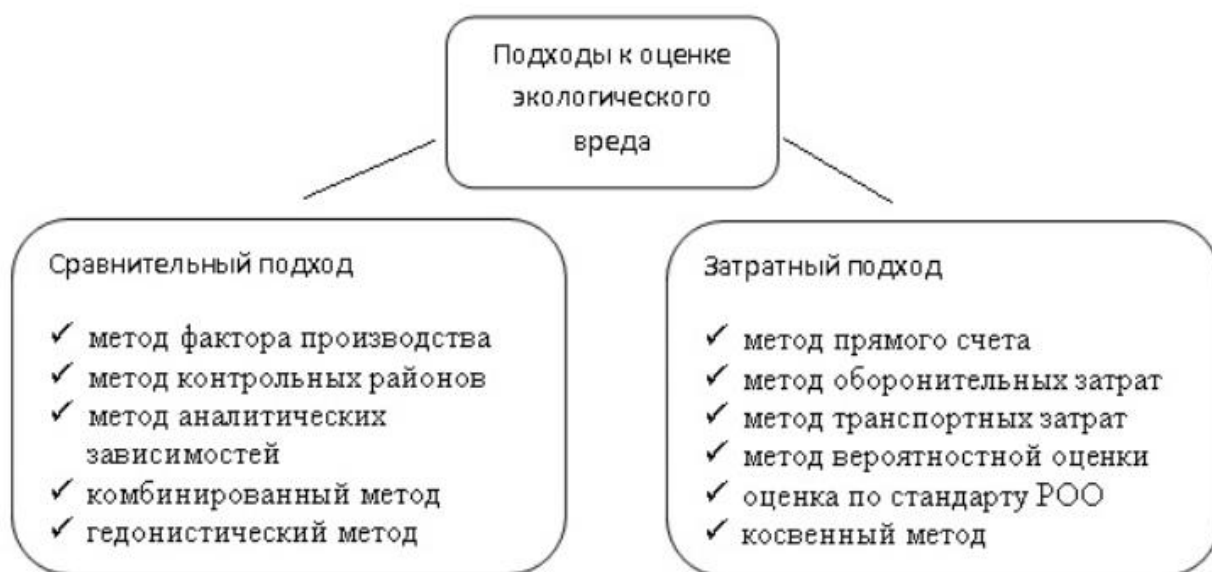 Подходы к оценке
экологического
вреда
Сравнительный подход
✓ метод фактора производства
✓ метод контрольных районов
✓ метод аналитических
зависимостей
✓ комбинированный метод
✓ гедонистический метод
Затратный подход
✓ метод прямого счета
✓ метод оборонительных затрат
✓ метод транспортных затрат
✓ метод вероятностной оценки
✓ оценка по стандарту РОО
✓ косвенный метод